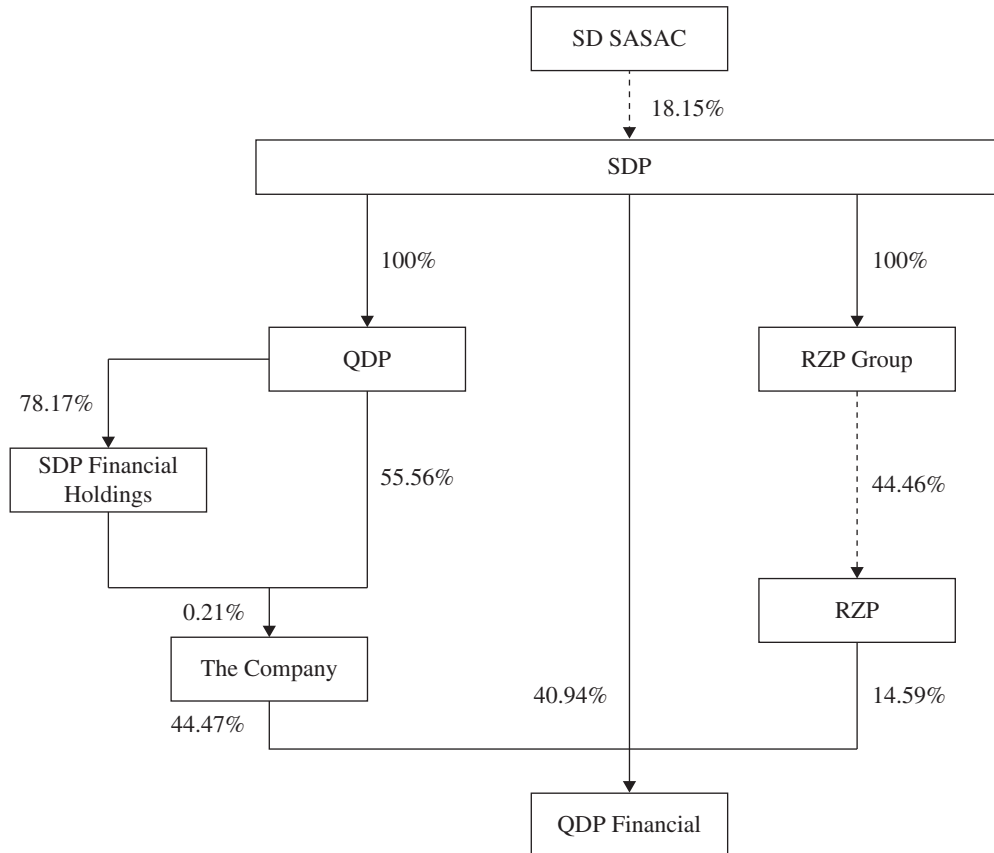 SD SASAC
18.15%
SDP
100%
100%
QDP
RZP Group
78.17%
SDP Financial
Holdings
55.56%
44.46%
0.21%
RZP
The Company
44.47%
40.94%
14.59%
QDP Financial